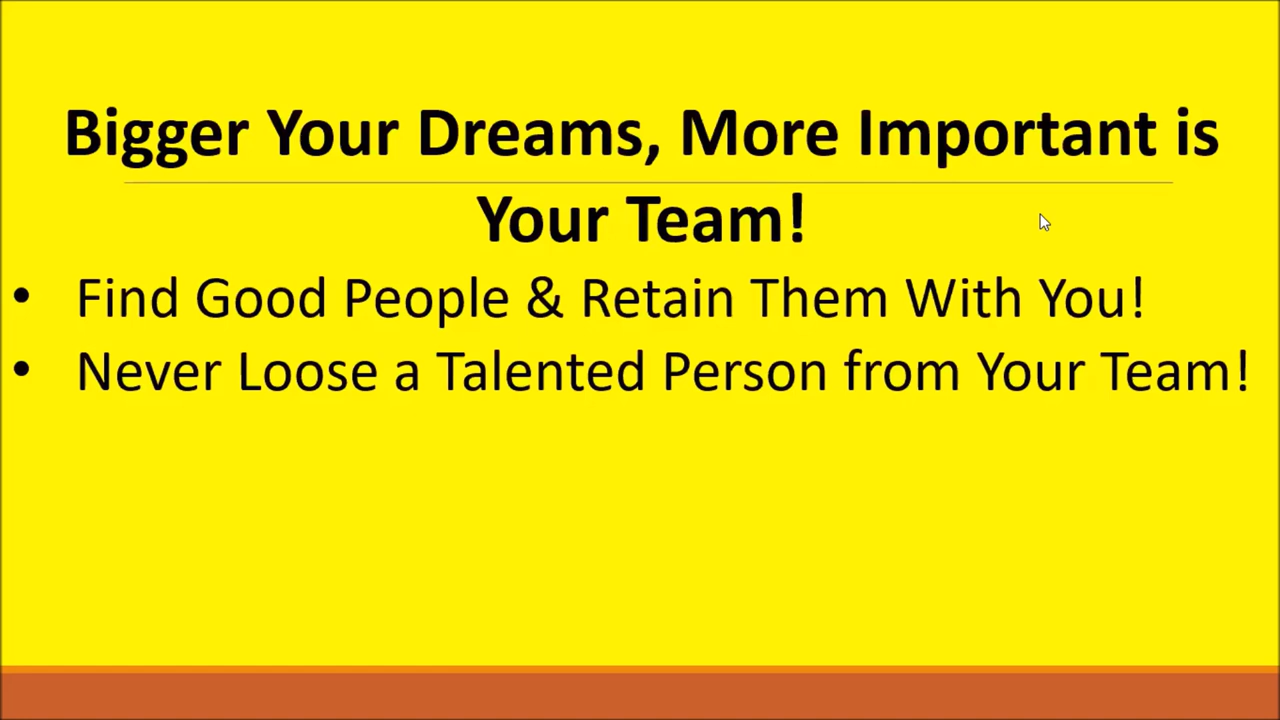 Bigger Your Dreams, More Important is
Your Team!
• Find Good People & Retain Them With You!
• Never Loose a Talented Person from Your Team!